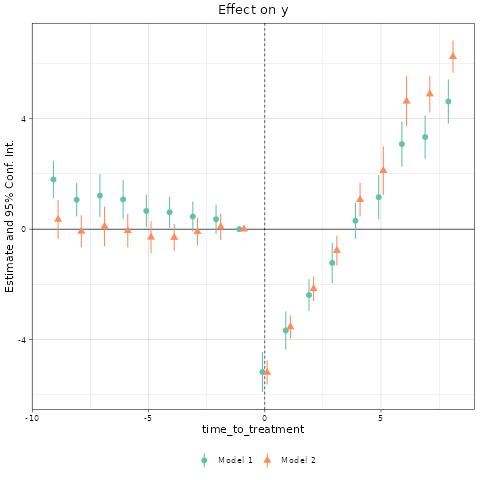 Effect on y
Estimate and 95% Conf. Int.
4
0
-4
-10
-5
0
5
time_to_treatment
Model 1
Model 2